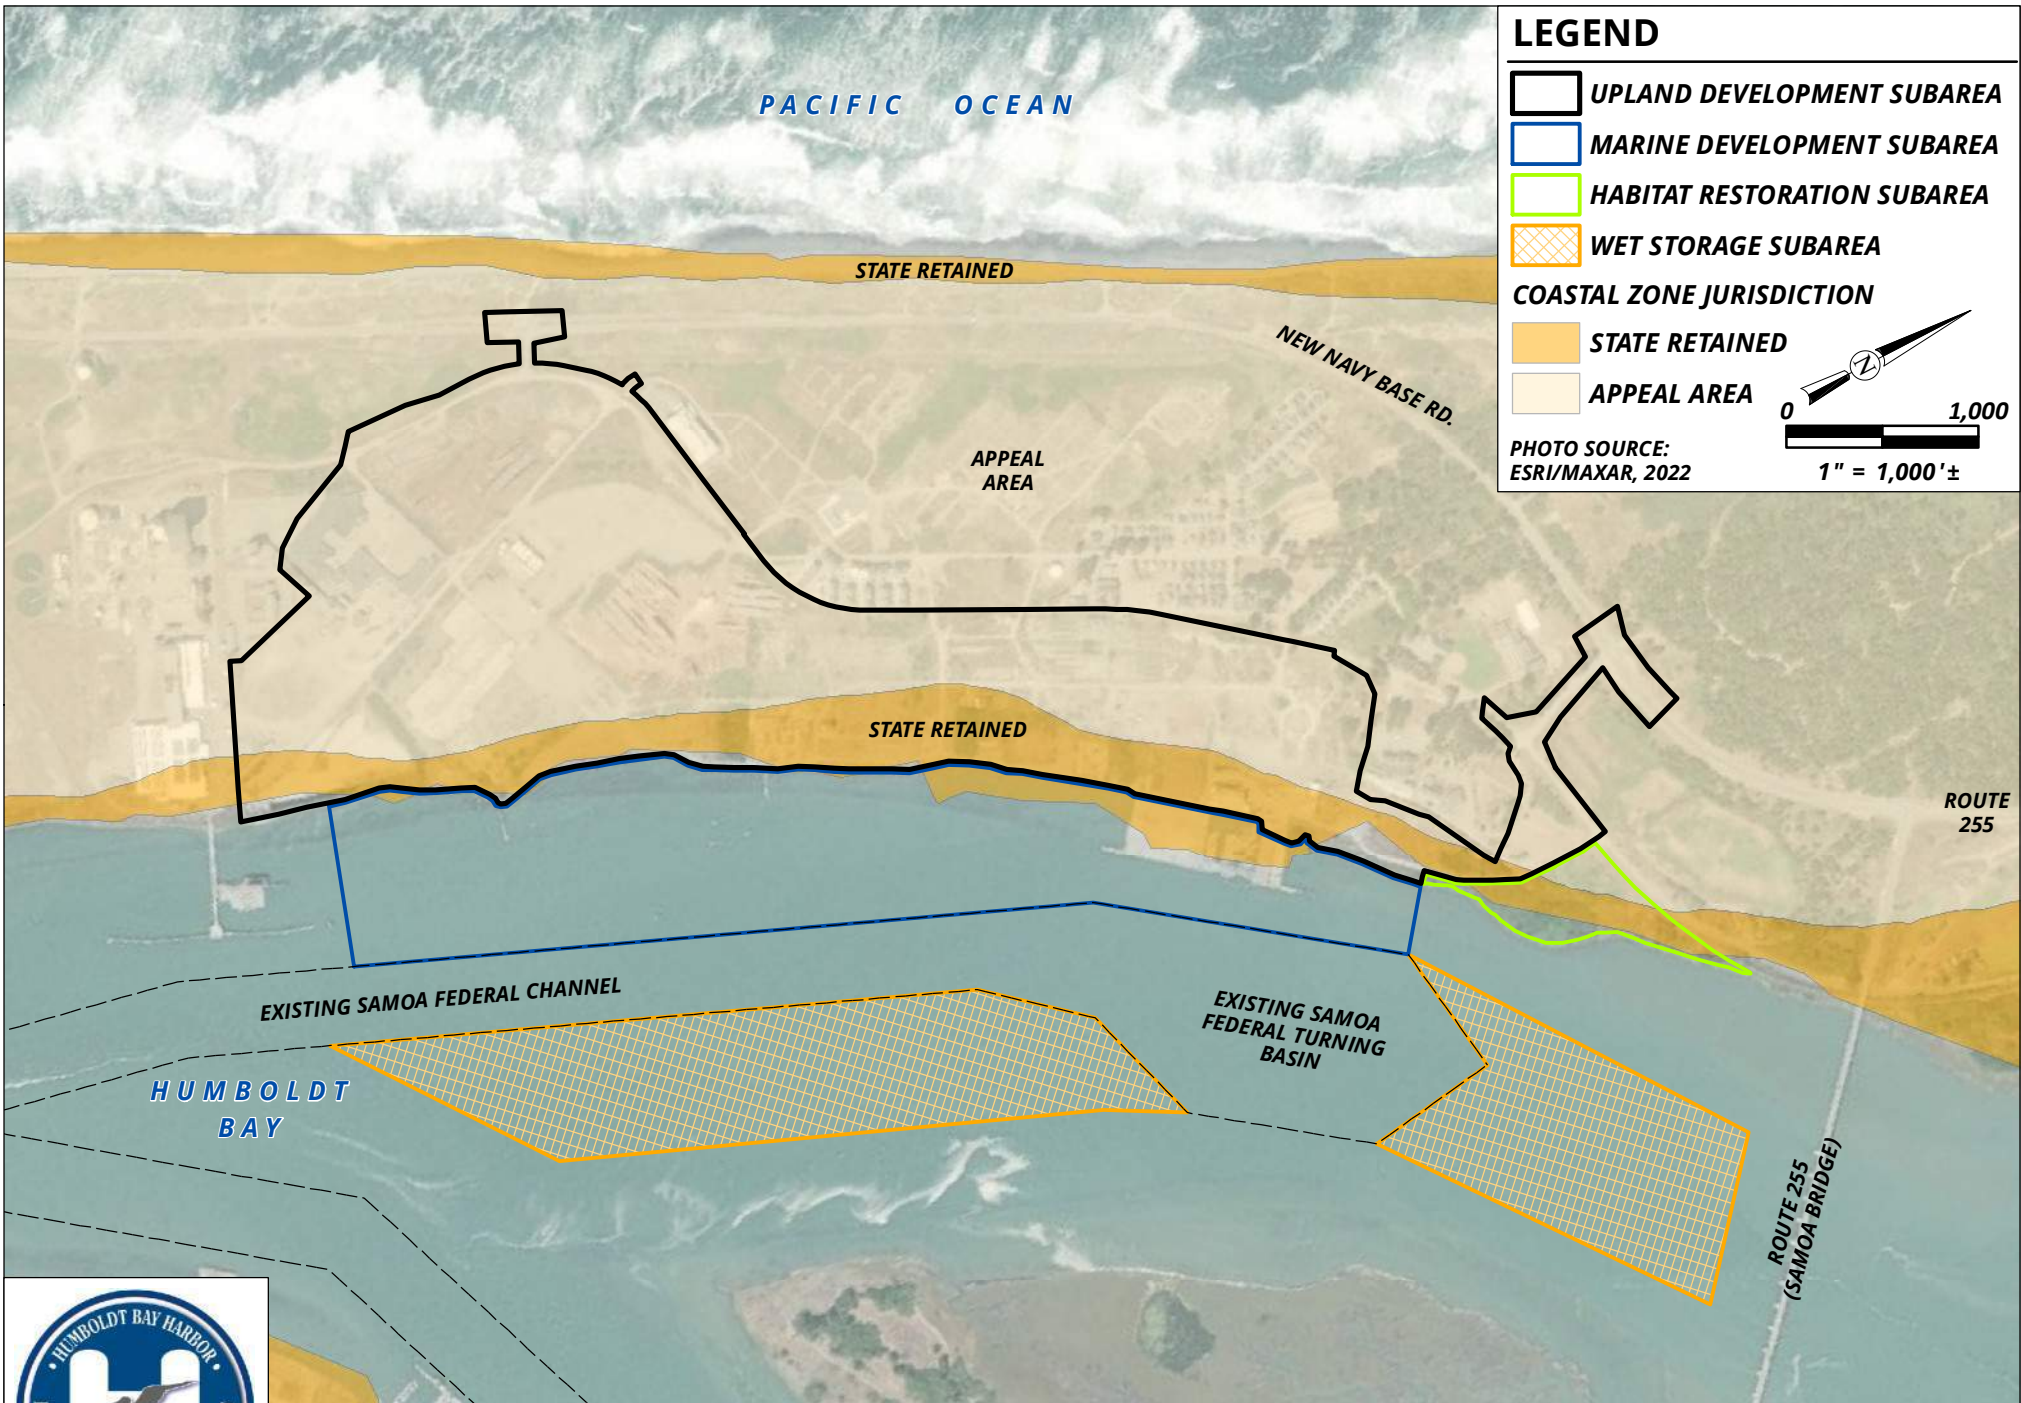 LEGEND
UPLAND DEVELOPMENT SUBAREA
MARINE DEVELOPMENT SUBAREA
HABITAT RESTORATION SUBAREA
WET STORAGE SUBAREA
COASTAL ZONE JURISDICTION
STATE RETAINED
APPEAL AREA
N
0 1,000
PHOTO SOURCE:
ESRI/MAXAR, 2022
1" = 1,000'±
PACIFIC OCEAN
STATE RETAINED
NEW NAVY BASE RD.
APPEAL
AREA
STATE RETAINED
ROUTE
255
EXISTING SAMOA FEDERAL CHANNEL
EXISTING SAMOA
FEDERAL TURNING
BASIN
HUMBOLDT
BAY
ROUTE 255
(SAMOA BRIDGE)
• HUMBOLDT BAY HARBOR •